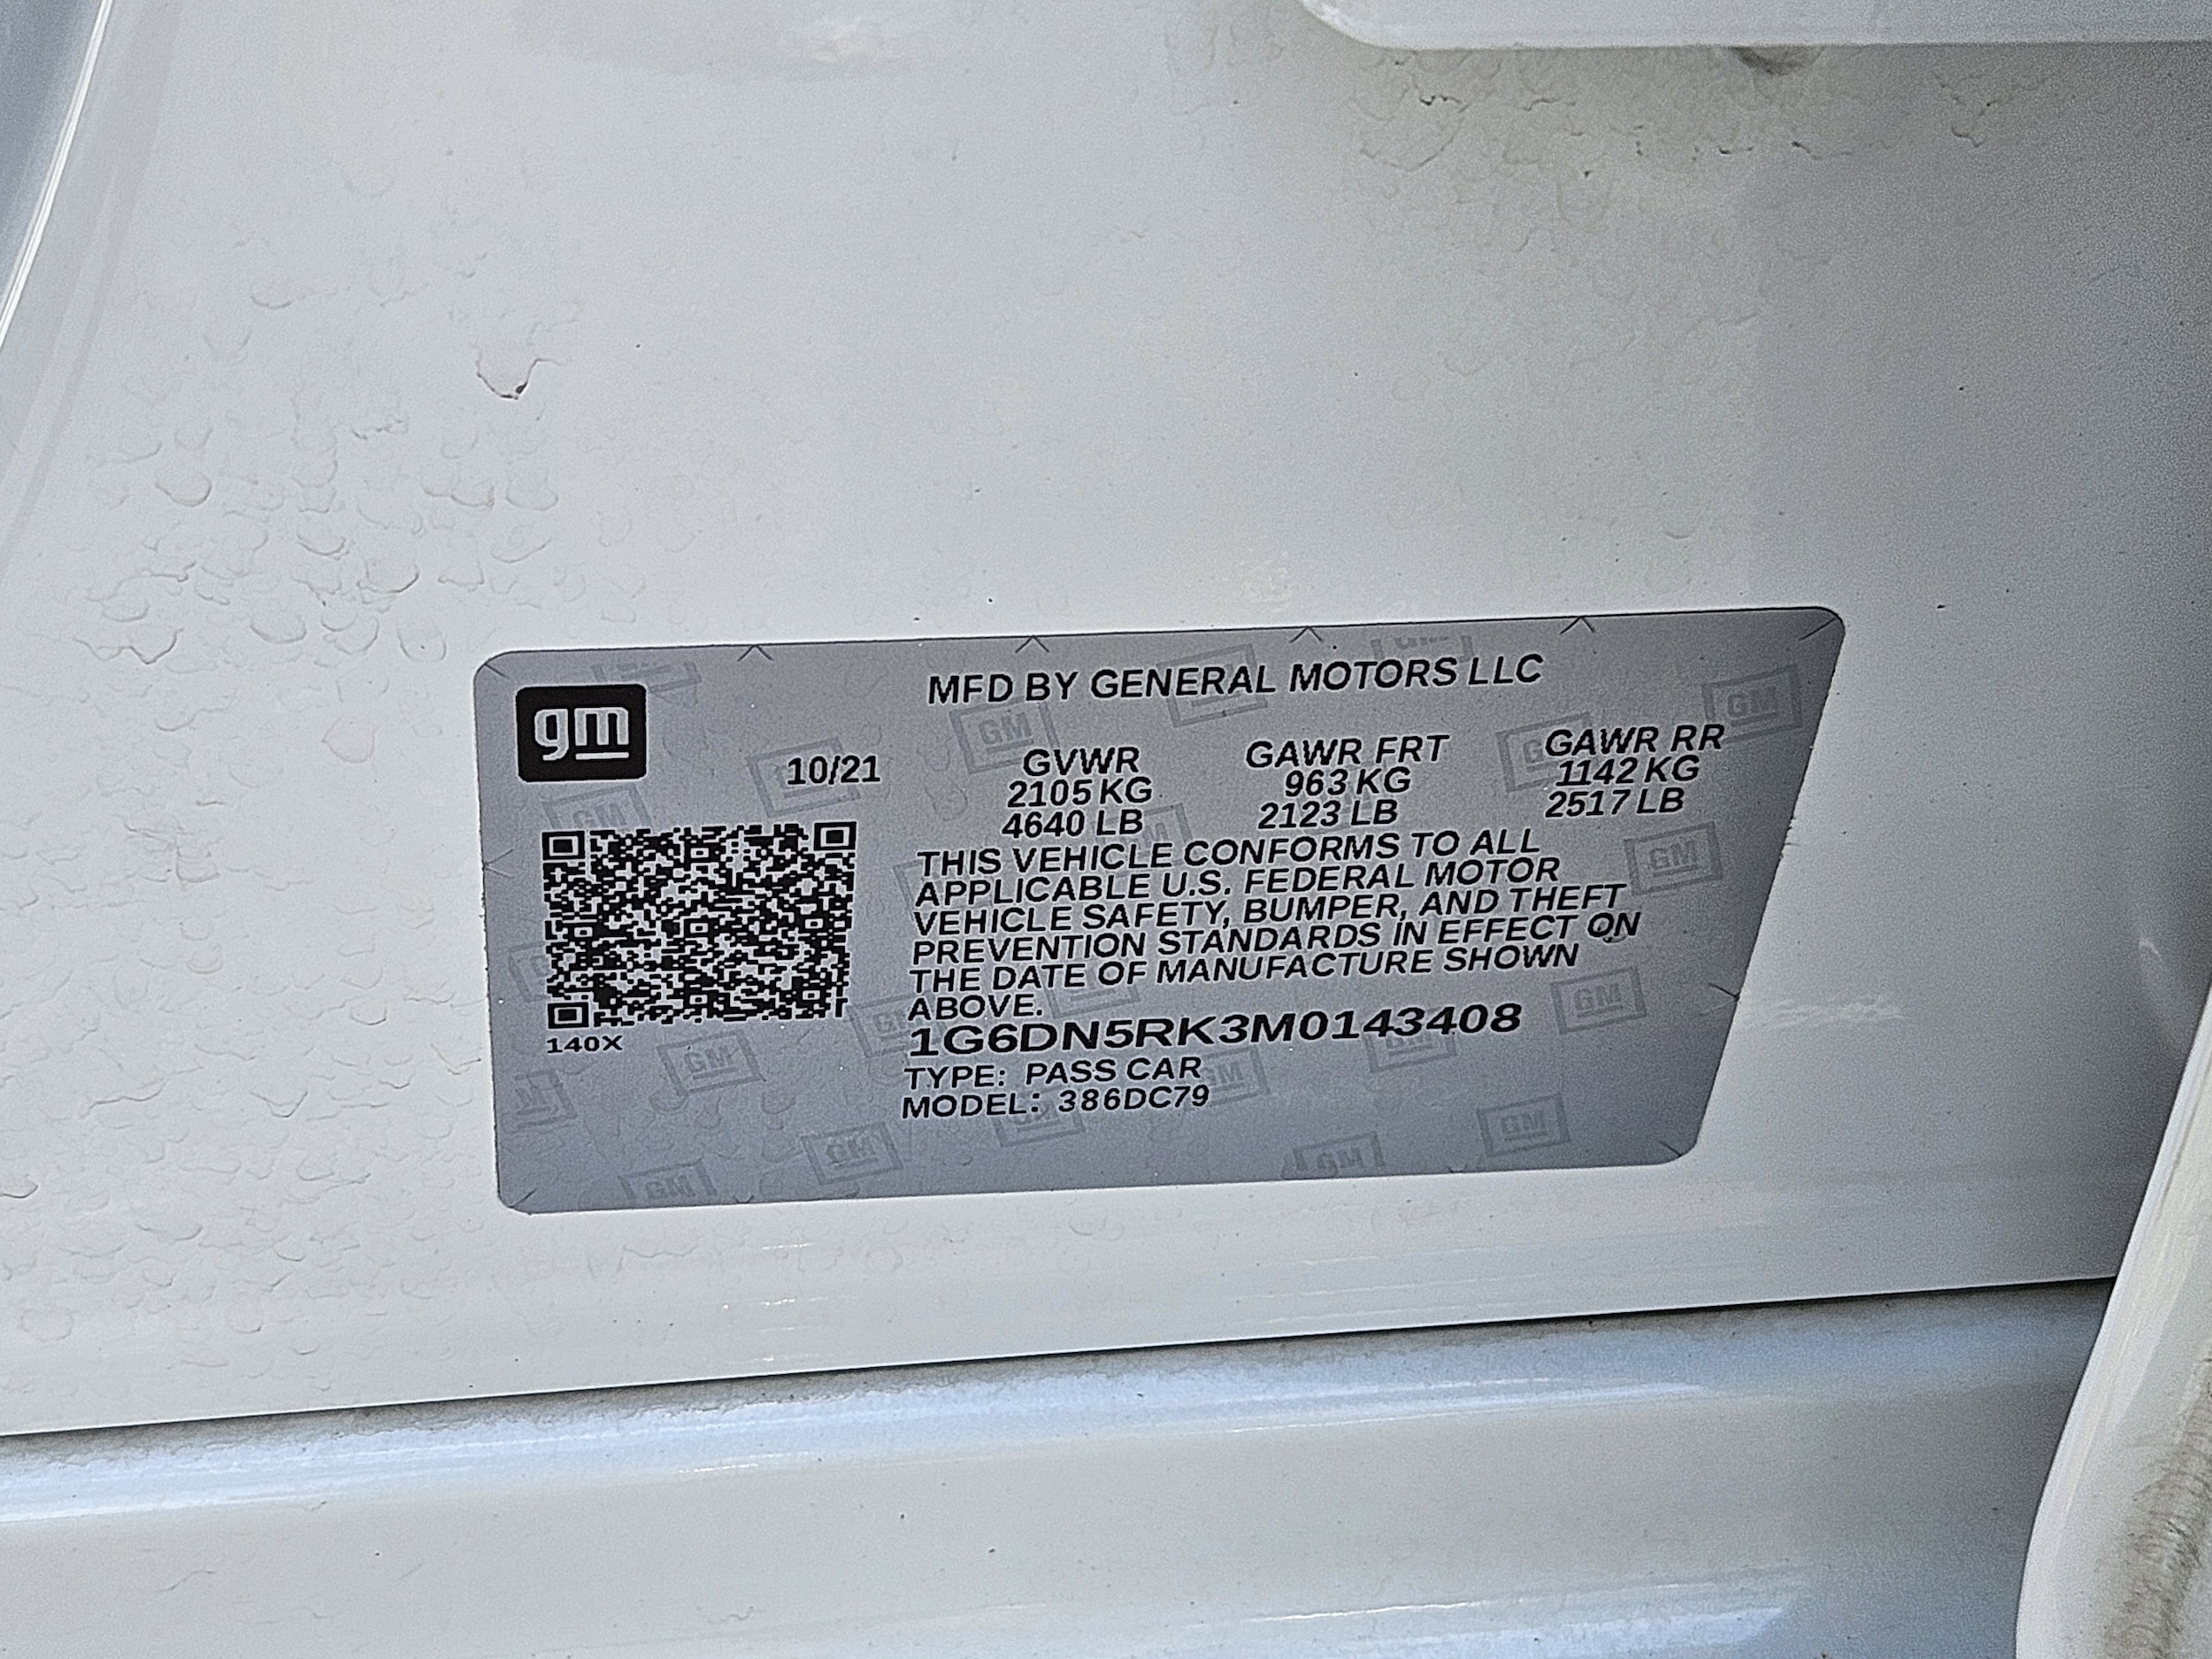 gm
MFD BY GENERAL MOTORS LLC
10/21 GVWR GAWR FRT GAWR RR
2105 KG 963 KG 1142 KG
4640 LB 2123 LB 2517 LB
THIS VEHICLE CONFORMS TO ALL
APPLICABLE U.S. FEDERAL MOTOR
VEHICLE SAFETY, BUMPER, AND THEFT
PREVENTION STANDARDS IN EFFECT ON
THE DATE OF MANUFACTURE SHOWN
ABOVE.
140X
1G6DN5RK3M0143408
TYPE: PASS CAR
MODEL: 386DC79